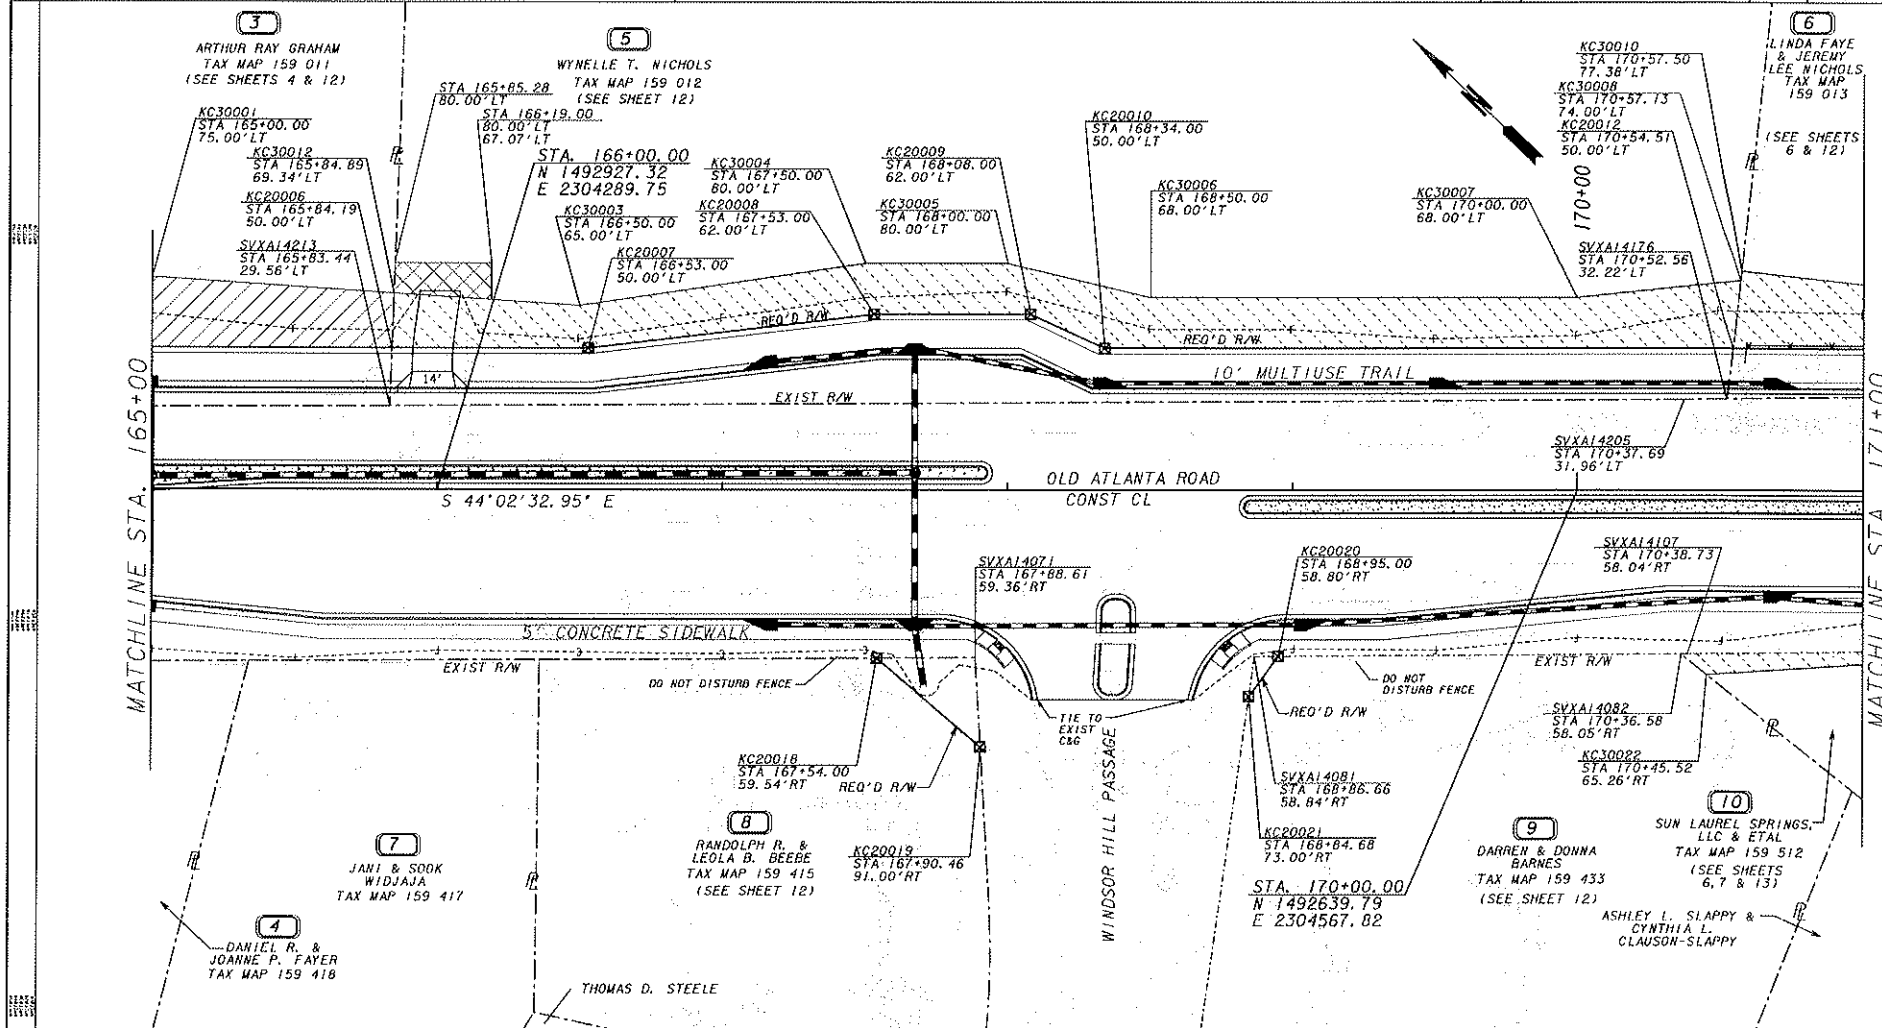 3
ARTHUR RAY GRAHAM
TAX MAP 159 011
(SEE SHEETS 4 & 12)
5
WYNELLE T. NICHOLS
TAX MAP 159 012
(SEE SHEET 12)
6
LINDA FAYE
& JEREMY
LEE NICHOLS
TAX MAP
159 013
(SEE SHEETS
6 & 12)
KC30001
STA 165+00.00
75.00'LT
STA 165+85.28
80.00'LT
STA 166+19.00
80.00'LT
67.07'LT
KC30012
STA 165+84.89
69.34'LT
KC20006
STA 165+84.19
50.00'LT
SVXA14213
STA 165+83.44
29.56'LT
STA. 166+00.00
N 1492927.32
E 2304289.75
KC30003
STA 166+50.00
65.00'LT
KC20007
STA 166+53.00
50.00'LT
KC30004
STA 167+50.00
80.00'LT
KC20008
STA 167+53.00
62.00'LT
KC20009
STA 168+08.00
62.00'LT
KC30005
STA 168+00.00
80.00'LT
KC20010
STA 168+34.00
50.00'LT
KC30006
STA 168+50.00
68.00'LT
KC30007
STA 170+00.00
68.00'LT
N
170+00
KC30010
STA 170+57.50
77.38'LT
KC30008
STA 170+57.13
74.00'LT
KC20012
STA 170+54.51
50.00'LT
SVXA14176
STA 170+52.56
32.22'LT
PL
PL
REQ'D R/W
REQ'D R/W
14'
10' MULTIUSE TRAIL
EXIST R/W
MATCHLINE STA. 165+00
MATCHLINE STA 171+00
SVXA14205
STA 170+37.69
31.96'LT
OLD ATLANTA ROAD
CONST CL
S 44°02'32.95" E
SVXA14071
STA 167+88.61
59.36'RT
KC20020
STA 168+95.00
58.80'RT
SVXA14107
STA 170+38.73
58.04'RT
5' CONCRETE SIDEWALK
EXIST R/W
EXIST R/W
DO NOT DISTURB FENCE
DO NOT
DISTURB FENCE
REQ'D R/W
TIE TO
EXIST
C&G
SVXA14082
STA 170+36.58
58.05'RT
KC30022
STA 170+45.52
65.26'RT
PL
KC20018
STA 167+54.00
59.54'RT
REQ'D R/W
WINDSOR HILL PASSAGE
SVXA14081
STA 168+86.66
58.84'RT
KC20021
STA 168+84.68
73.00'RT
KC20019
STA 167+90.46
91.00'RT
STA. 170+00.00
N 1492639.79
E 2304567.82
7
JANI & SOOK
WIDJAJA
TAX MAP 159 417
8
RANDOLPH R. &
LEOLA B. BEEBE
TAX MAP 159 415
(SEE SHEET 12)
9
DARREN & DONNA
BARNES
TAX MAP 159 433
(SEE SHEET 12)
10
SUN LAUREL SPRINGS,
LLC & ETAL
TAX MAP 159 512
(SEE SHEETS
6,7 & 13)
PL
PL
PL
4
DANIEL R. &
JOANNE P. FAYER
TAX MAP 159 418
THOMAS D. STEELE
ASHLEY L. SLAPPY &
CYNTHIA L.
CLAUSON-SLAPPY